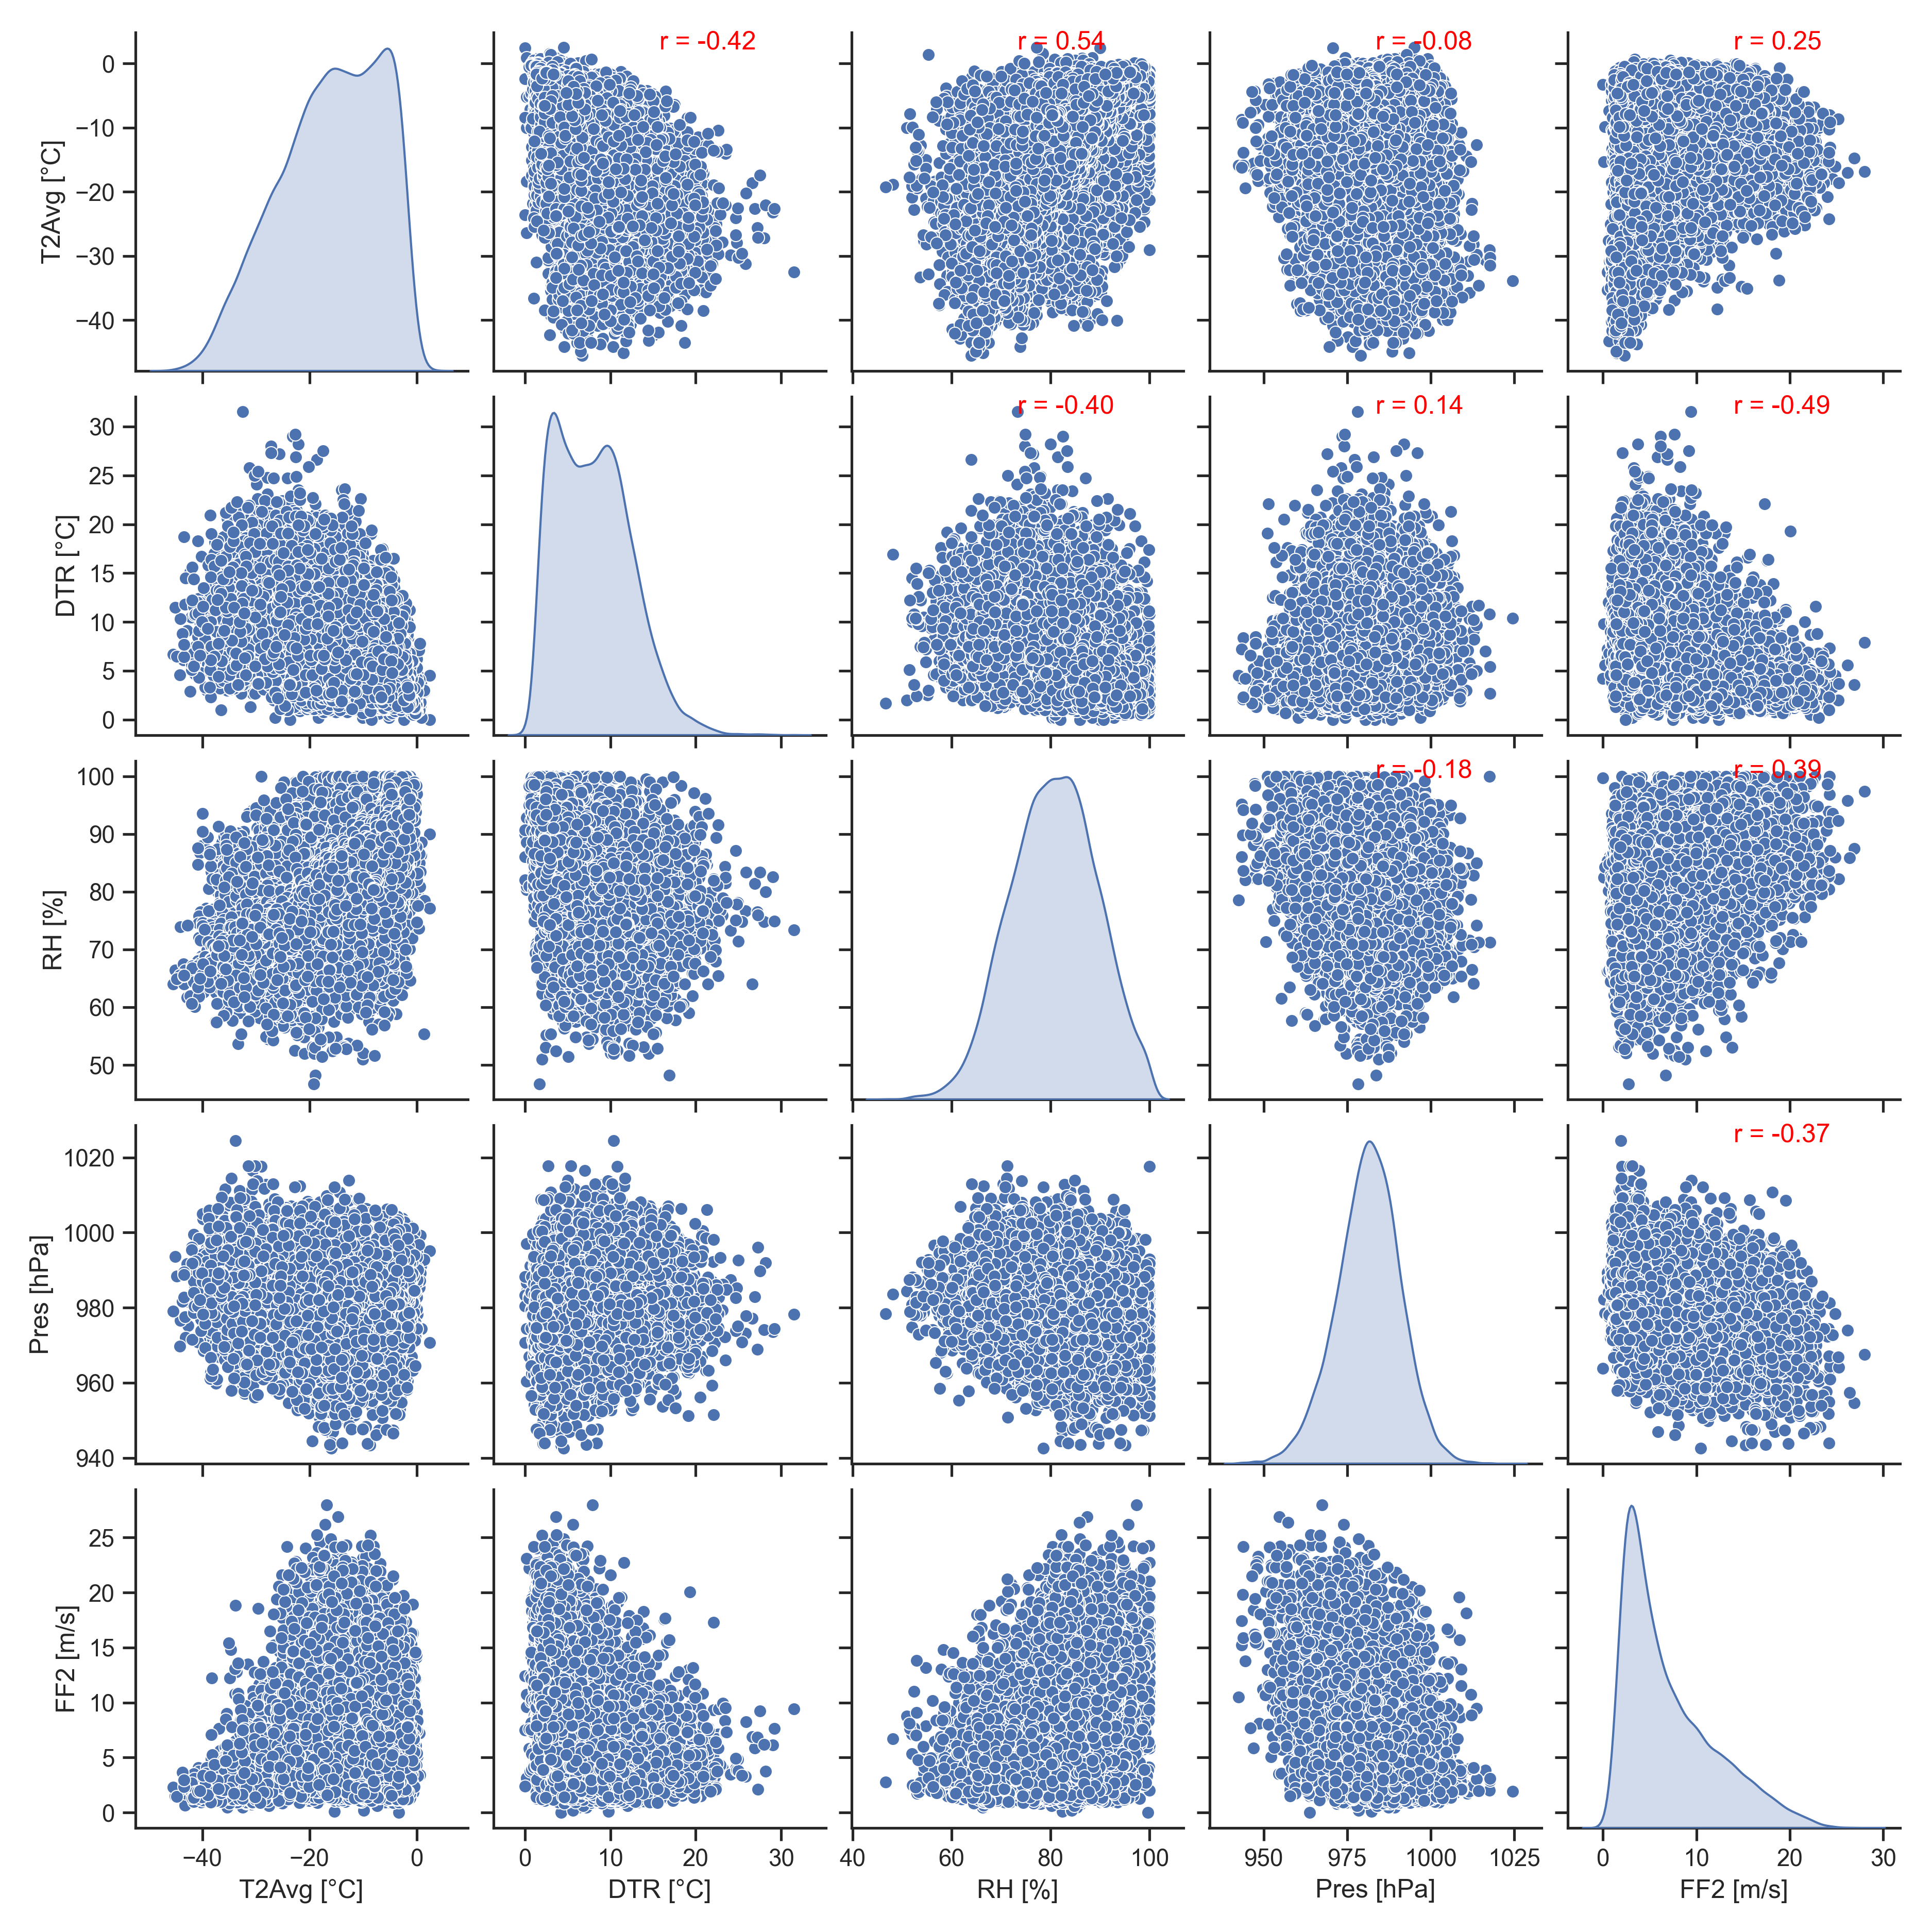 r = -0.42
r = 0.54
r = -0.08
r = 0.25
0
−10
−20
−30
−40
T2Avg [°C]
r = -0.40
r = 0.14
r = -0.49
30
25
20
15
10
5
0
DTR [°C]
r = -0.18
r = 0.39
100
90
80
70
60
50
RH [%]
r = -0.37
1020
1000
980
960
940
Pres [hPa]
25
20
15
10
5
0
FF2 [m/s]
−40 −20 0 0 10 20 30 40 60 80 100 950 975 1000 1025 0 10 20 30
T2Avg [°C] DTR [°C] RH [%] Pres [hPa] FF2 [m/s]